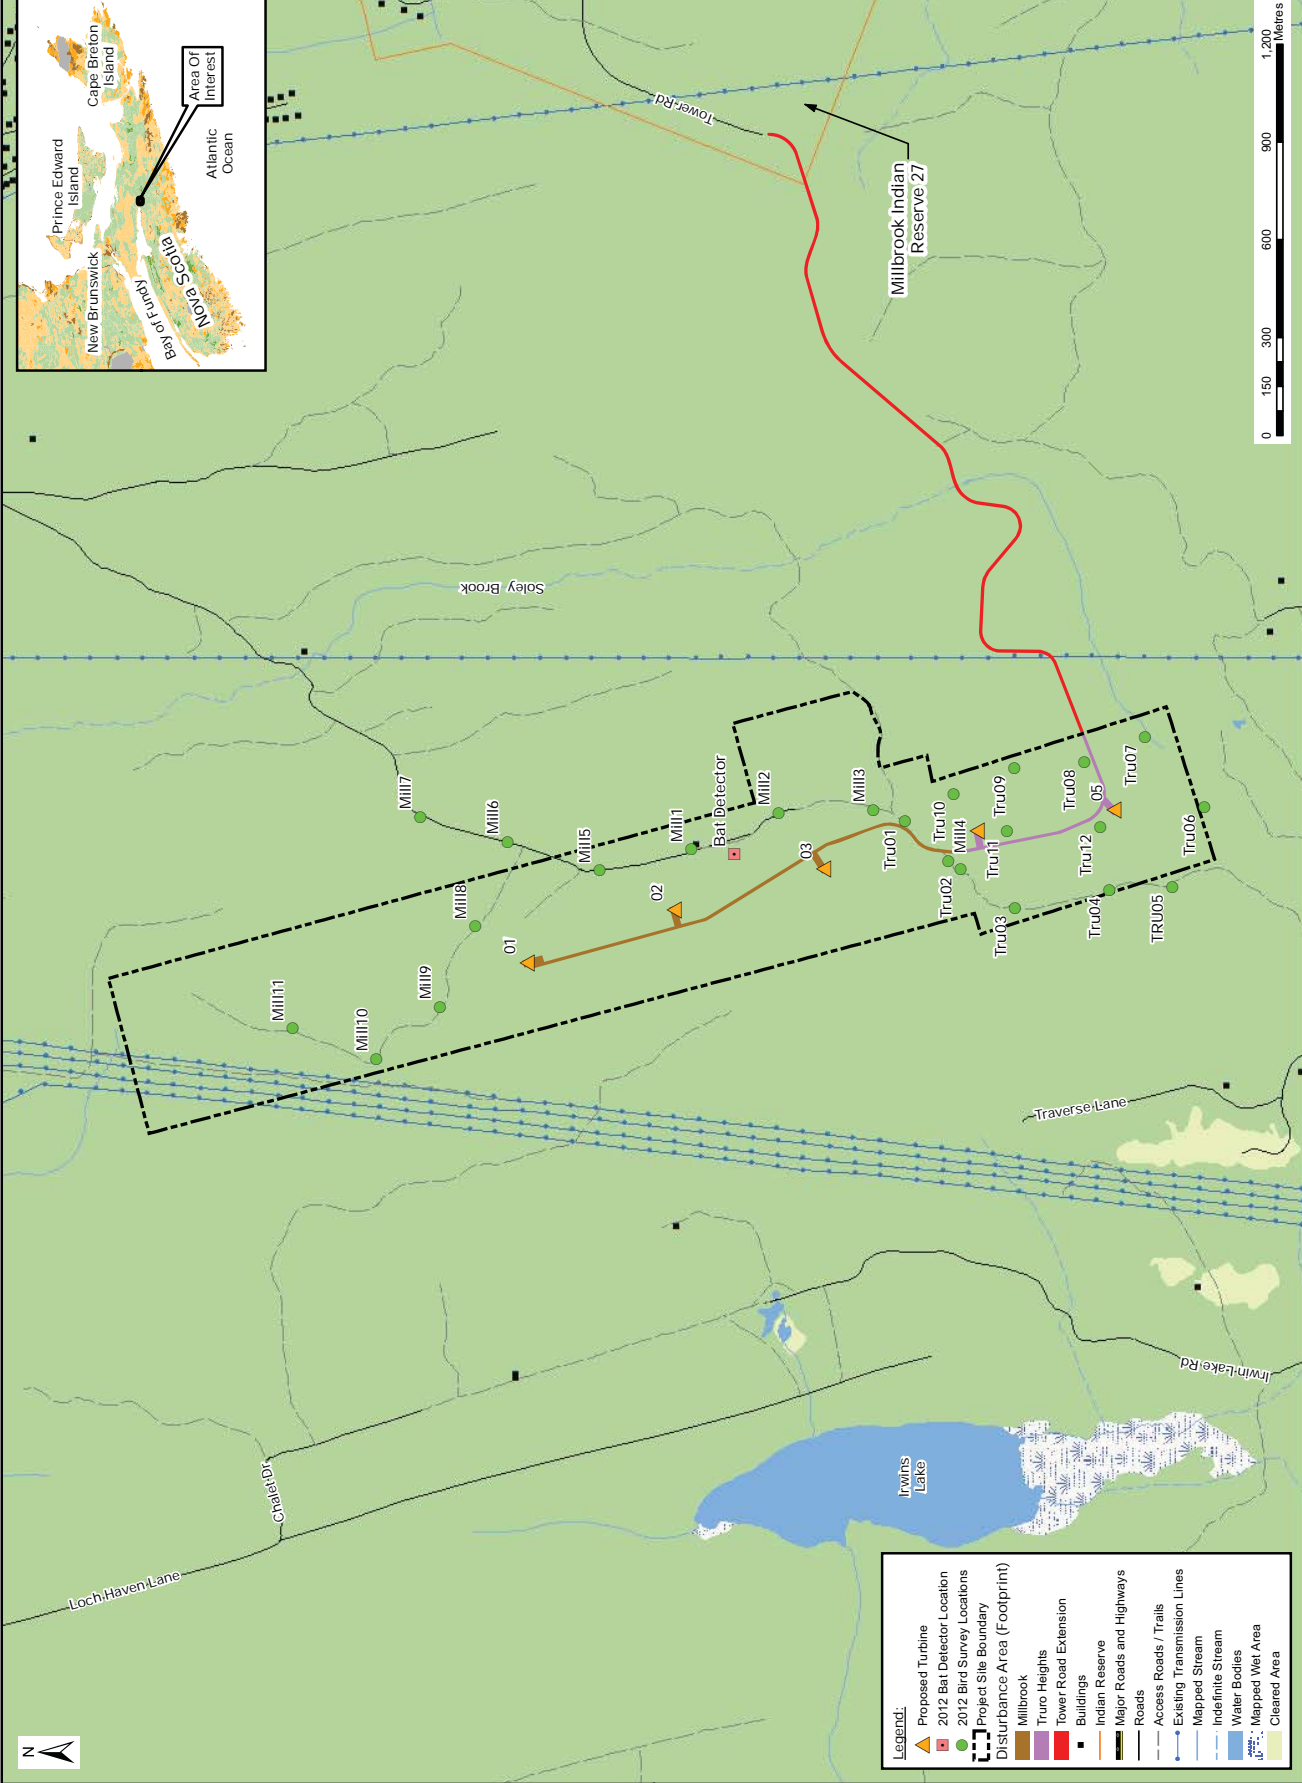 N
Prince Edward
Island
Cape Breton
Island
New Brunswick
Bay of Fundy
Nova Scotia
Atlantic
Ocean
Area Of
Interest
Loch Haven Lane
Chalet Dr
Irwins
Lake
Irwin Lake Rd
Traverse Lane
Soley Brook
Tower Rd
Millbrook Indian
Reserve 27
Mill11
Mill10
Mill9
Mill8
Mill7
Mill6
Mill5
Mill1
Bat Detector
Mill2
Mill3
01
02
03
Tru01
Tru02
Tru10
Mill4
Tru11
Tru09
Tru03
Tru08
05
Tru12
Tru04
TRU05
Tru07
Tru06
Legend:
Proposed Turbine
2012 Bat Detector Location
2012 Bird Survey Locations
Project Site Boundary
Disturbance Area (Footprint)
Millbrook
Truro Heights
Tower Road Extension
Buildings
Indian Reserve
Major Roads and Highways
Roads
Access Roads / Trails
Existing Transmission Lines
Mapped Stream
Indefinite Stream
Water Bodies
Mapped Wet Area
Cleared Area
0 150 300 600 900 1,200
Metres